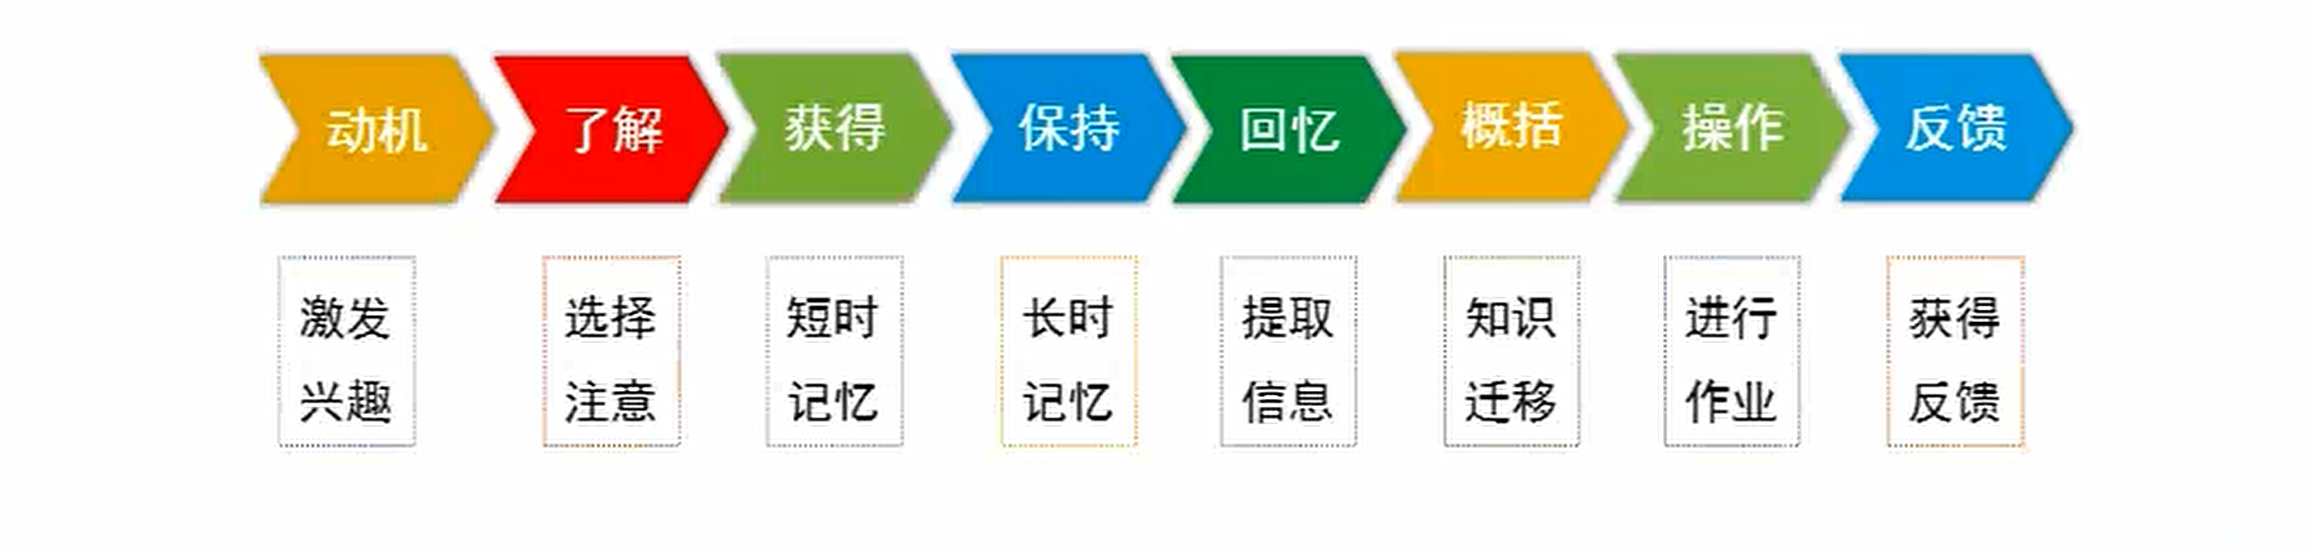 动机 了解 获得 保持 回忆 概括 操作 反馈
激发 选择 短时 长时 提取 知识 进行 获得
兴趣 注意 记忆 记忆 信息 迁移 作业 反馈